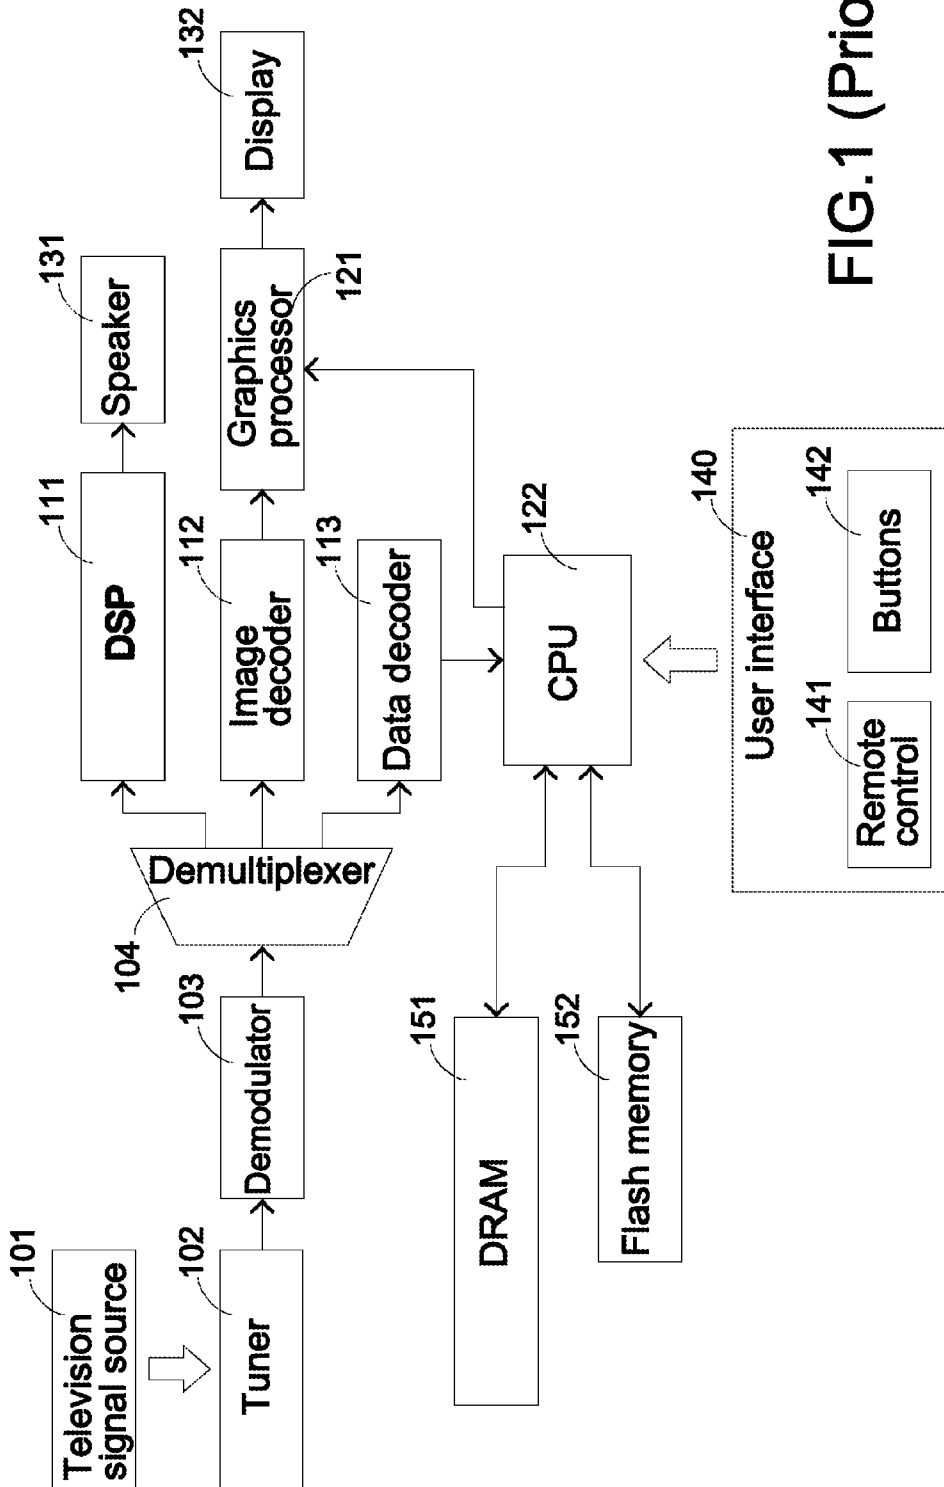 101
Television
signal source
102
Tuner
103
Demodulator
104
Demultiplexer
111
DSP
131
Speaker
112
Image
decoder
121
Graphics
processor
132
Display
113
Data decoder
122
CPU
151
DRAM
152
Flash memory
140
User interface
141
Remote
control
142
Buttons
FIG.1 (Prio